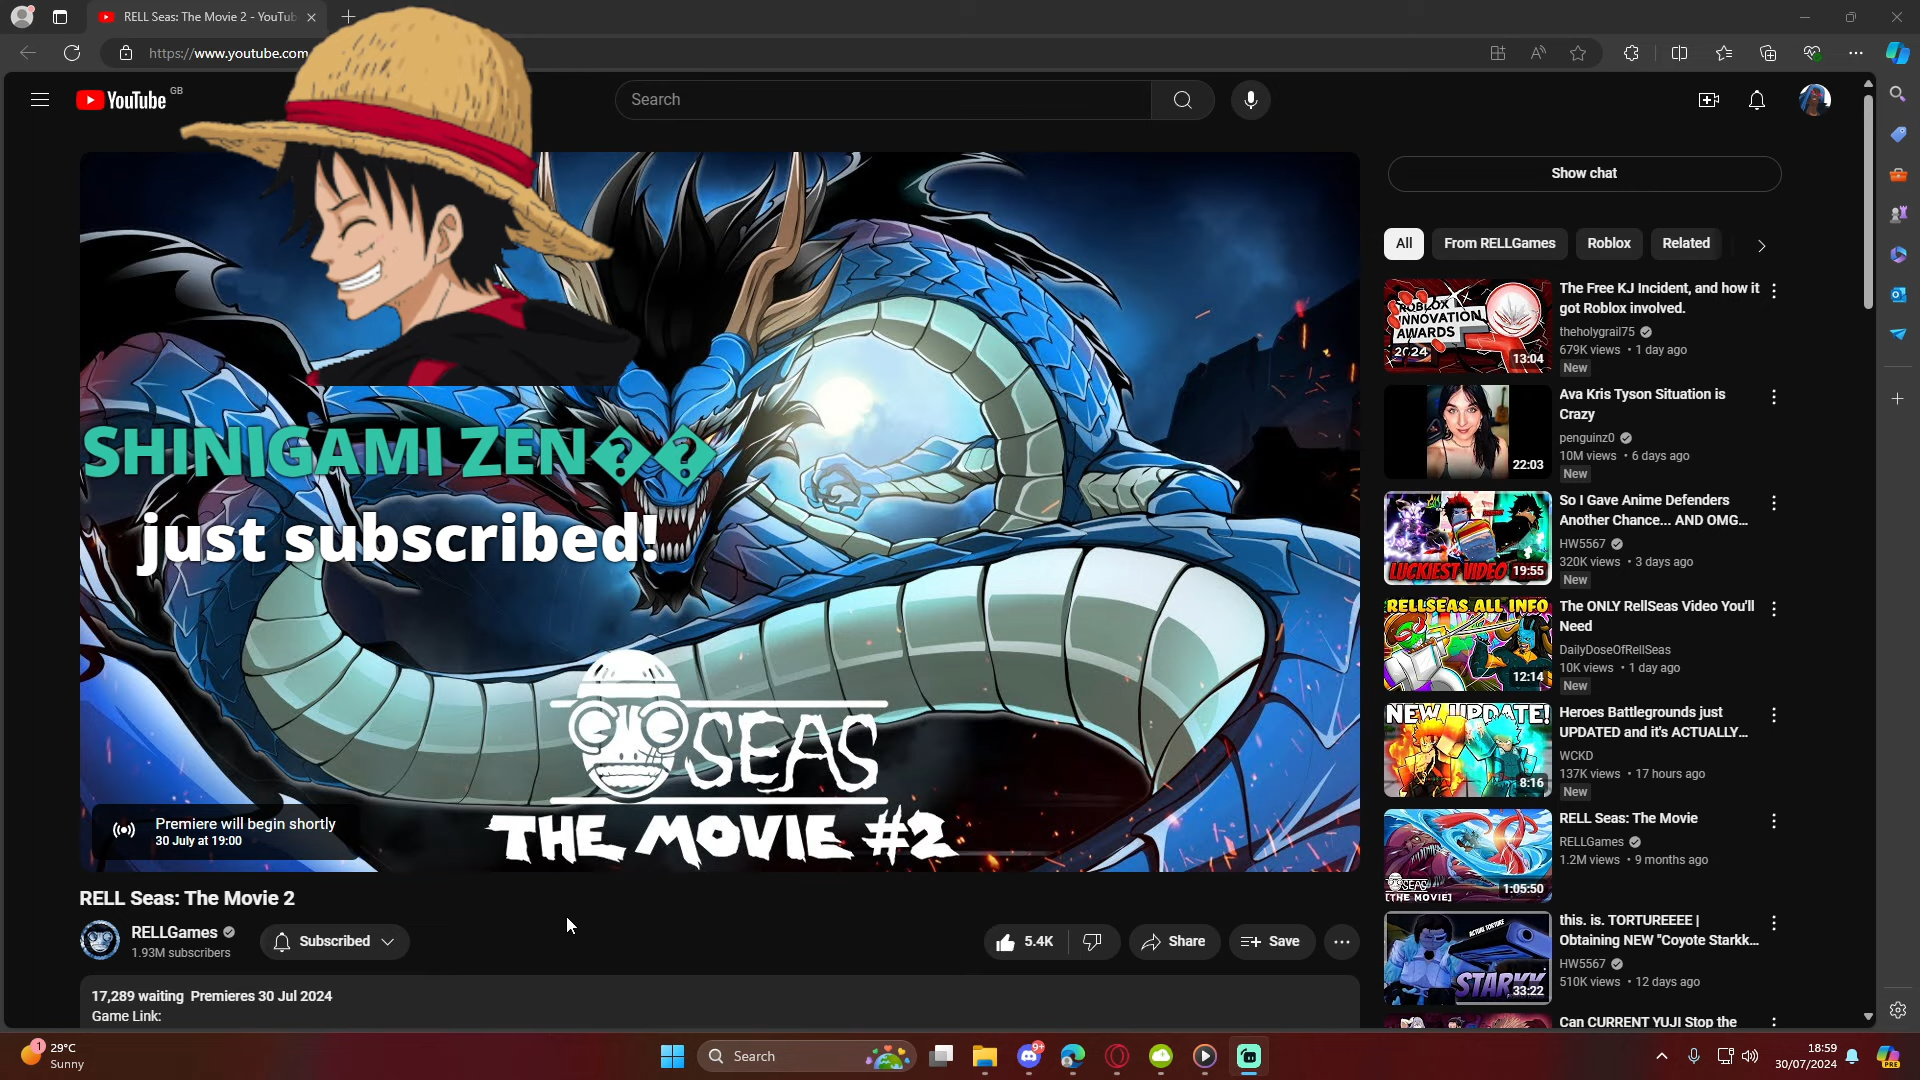 RELL Seas: The Movie 2 - YouTub
https://www.youtube.com
YouTube GB
Search
SHINIGAMI ZEN��
just subscribed!
SEAS
THE MOVIE #2
Premiere will begin shortly
30 July at 19:00
RELL Seas: The Movie 2
RELLGames
1.93M subscribers
Subscribed
5.4K
Share
Save
17,289 waiting Premieres 30 Jul 2024
Game Link:
Show chat
All
From RELLGames
Roblox
Related
ROBLOX
INNOVATION
AWARDS
2024
13:04
The Free KJ Incident, and how it
got Roblox involved.
theholygrail75
679K views • 1 day ago
New
22:03
Ava Kris Tyson Situation is
Crazy
penguinz0
10M views • 6 days ago
New
LUCKIEST VIDEO
19:55
So I Gave Anime Defenders
Another Chance... AND OMG...
HW5567
320K views • 3 days ago
New
RELLSEAS ALL INFO
12:14
The ONLY RellSeas Video You'll
Need
DailyDoseOfRellSeas
10K views • 1 day ago
New
NEW UPDATE!
8:16
Heroes Battlegrounds just
UPDATED and it's ACTUALLY...
WCKD
137K views • 17 hours ago
New
SEAS
[THE MOVIE]
1:05:50
RELL Seas: The Movie
RELLGames
1.2M views • 9 months ago
ACTUAL TORTURE
STARKK
33:22
this. is. TORTUREEEE |
Obtaining NEW "Coyote Starkk...
HW5567
510K views • 12 days ago
Can CURRENT YUJI Stop the
1
29°C
Sunny
Search
9+
18:59
30/07/2024
PRE